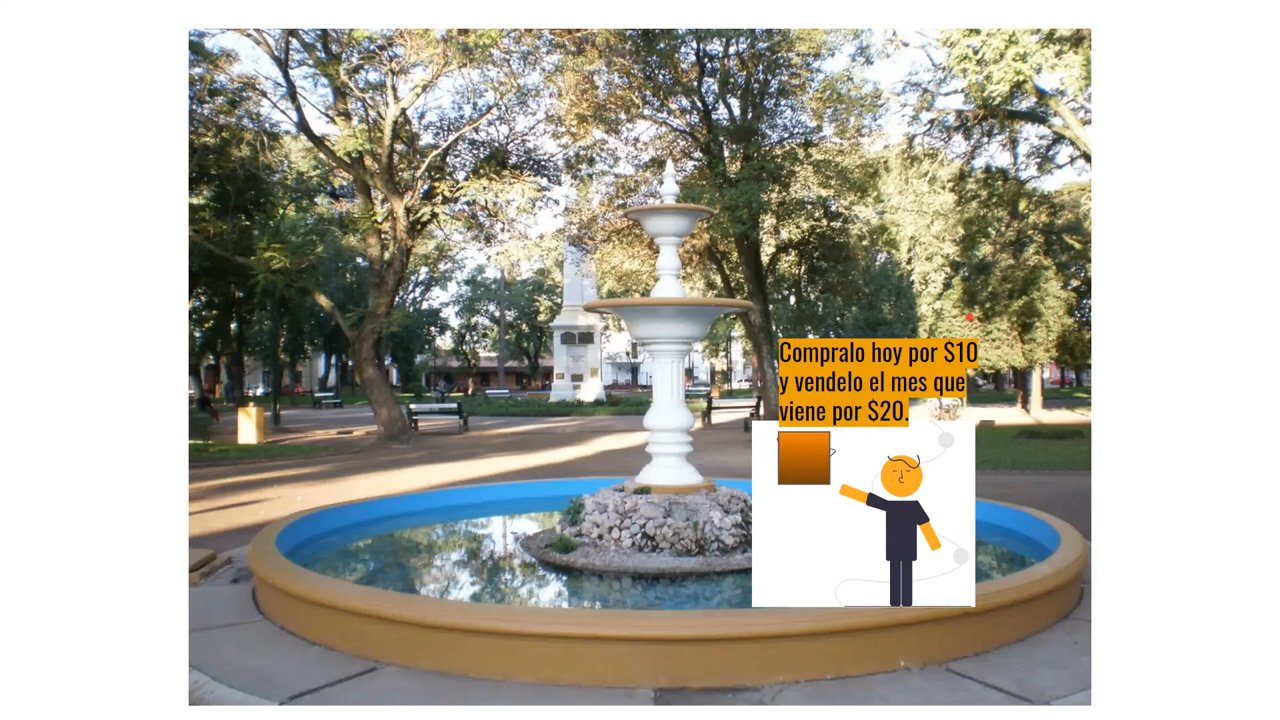 Compralo hoy por $10
y vendelo el mes que
viene por $20.